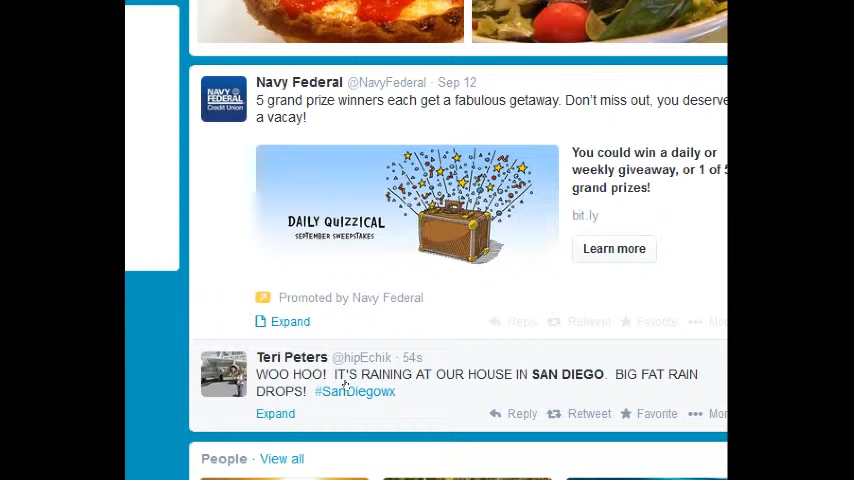 NAVY
FEDERAL
Credit Union
Navy Federal @NavyFederal · Sep 12
5 grand prize winners each get a fabulous getaway. Don't miss out, you deserve
a vacay!
DAILY QUIZZICAL
SEPTEMBER SWEEPSTAKES
You could win a daily or
weekly giveaway, or 1 of 5
grand prizes!
bit.ly
Learn more
Promoted by Navy Federal
Expand Reply Retweet Favorite
Teri Peters @hipEchik · 54s
WOO HOO! IT'S RAINING AT OUR HOUSE IN SAN DIEGO. BIG FAT RAIN
DROPS! #SanDiegowx
Expand Reply Retweet Favorite
People · View all